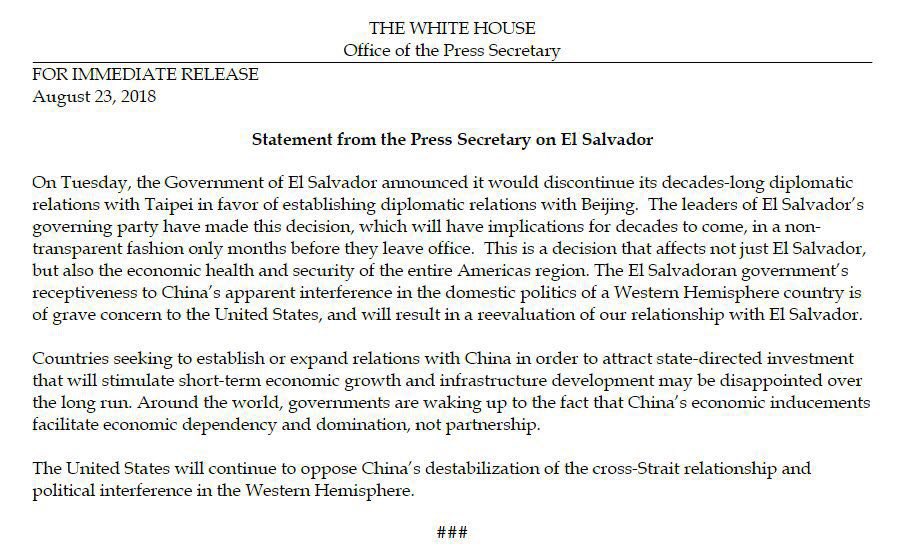 THE WHITE HOUSE
Office of the Press Secretary
FOR IMMEDIATE RELEASE
August 23, 2018
Statement from the Press Secretary on El Salvador
On Tuesday, the Government of El Salvador announced it would discontinue its decades-long diplomatic
relations with Taipei in favor of establishing diplomatic relations with Beijing.  The leaders of El Salvador's
governing party have made this decision, which will have implications for decades to come, in a non-
transparent fashion only months before they leave office.  This is a decision that affects not just El Salvador,
but also the economic health and security of the entire Americas region. The El Salvadoran government's
receptiveness to China's apparent interference in the domestic politics of a Western Hemisphere country is
of grave concern to the United States, and will result in a reevaluation of our relationship with El Salvador.
Countries seeking to establish or expand relations with China in order to attract state-directed investment
that will stimulate short-term economic growth and infrastructure development may be disappointed over
the long run. Around the world, governments are waking up to the fact that China's economic inducements
facilitate economic dependency and domination, not partnership.
The United States will continue to oppose China's destabilization of the cross-Strait relationship and
political interference in the Western Hemisphere.
###